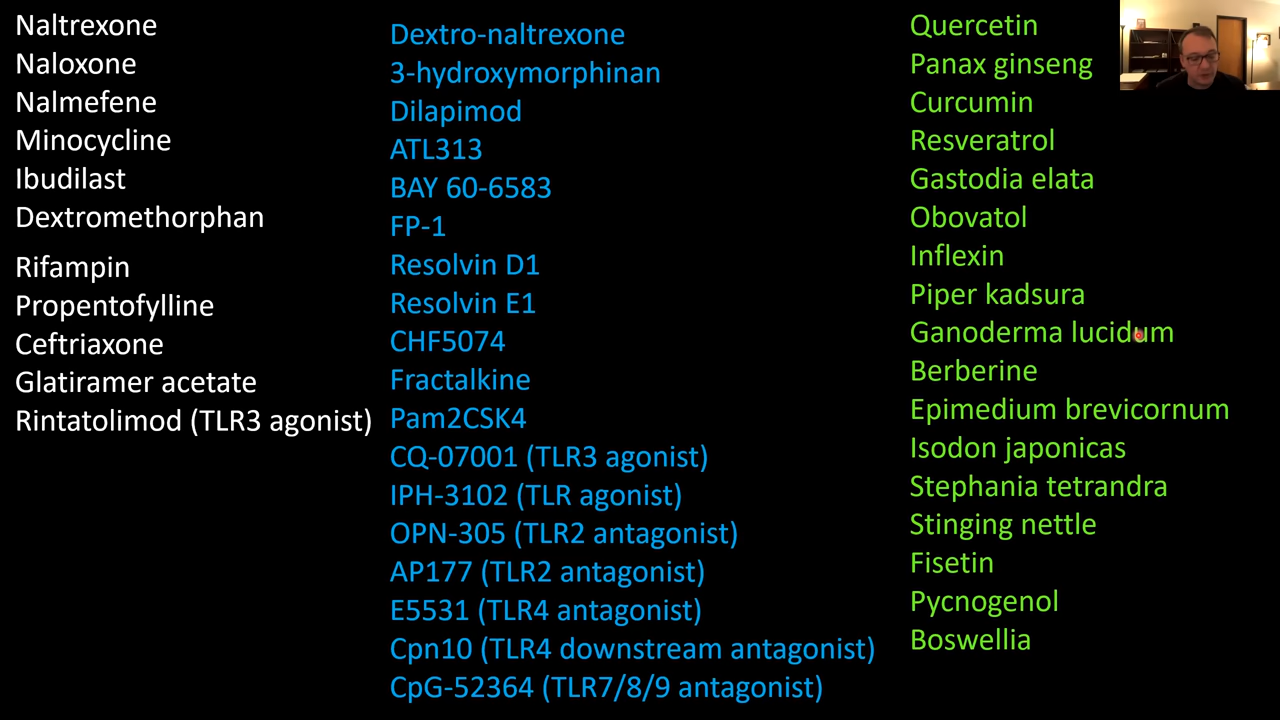 Naltrexone
Naloxone
Nalmefene
Minocycline
Ibudilast
Dextromethorphan
Rifampin
Propentofylline
Ceftriaxone
Glatiramer acetate
Rintatolimod (TLR3 agonist)
Dextro-naltrexone
3-hydroxymorphinan
Dilapimod
ATL313
BAY 60-6583
FP-1
Resolvin D1
Resolvin E1
CHF5074
Fractalkine
Pam2CSK4
CQ-07001 (TLR3 agonist)
IPH-3102 (TLR agonist)
OPN-305 (TLR2 antagonist)
AP177 (TLR2 antagonist)
E5531 (TLR4 antagonist)
Cpn10 (TLR4 downstream antagonist)
CpG-52364 (TLR7/8/9 antagonist)
Quercetin
Panax ginseng
Curcumin
Resveratrol
Gastodia elata
Obovatol
Inflexin
Piper kadsura
Ganoderma lucidum
Berberine
Epimedium brevicornum
Isodon japonicas
Stephania tetrandra
Stinging nettle
Fisetin
Pycnogenol
Boswellia